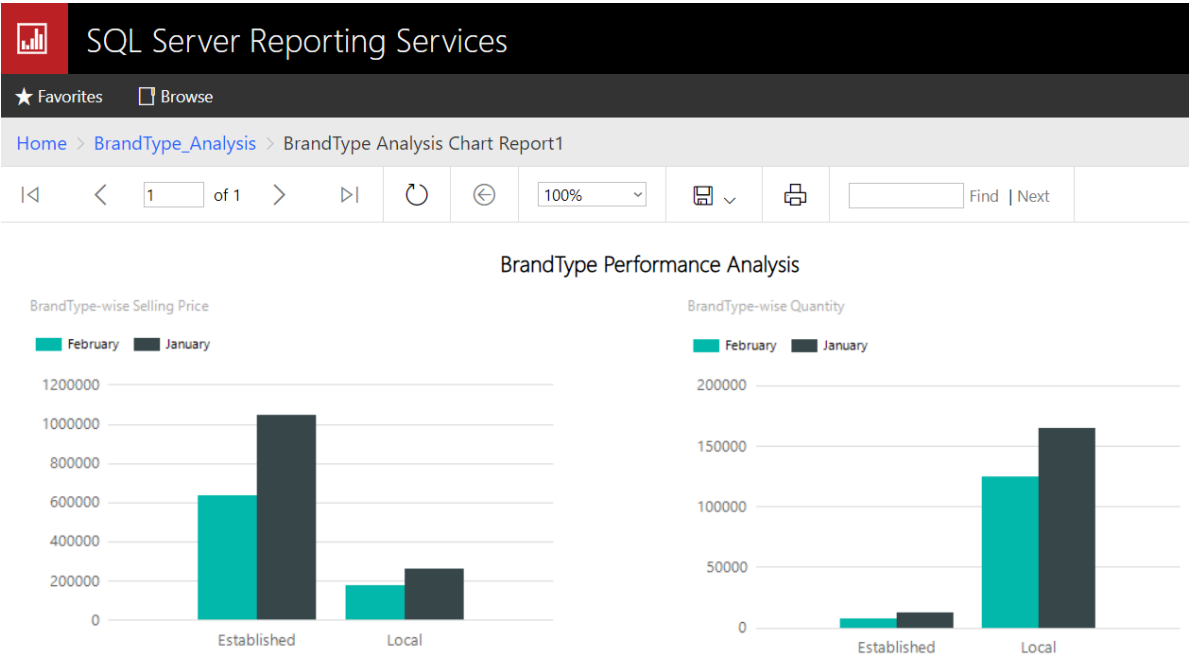 SQL Server Reporting Services
Favorites Browse
Home > BrandType_Analysis > BrandType Analysis Chart Report1
1 of 1 100% Find | Next
BrandType Performance Analysis
BrandType-wise Selling Price
February January
1200000
1000000
800000
600000
400000
200000
0
Established Local
BrandType-wise Quantity
February January
200000
150000
100000
50000
0
Established Local